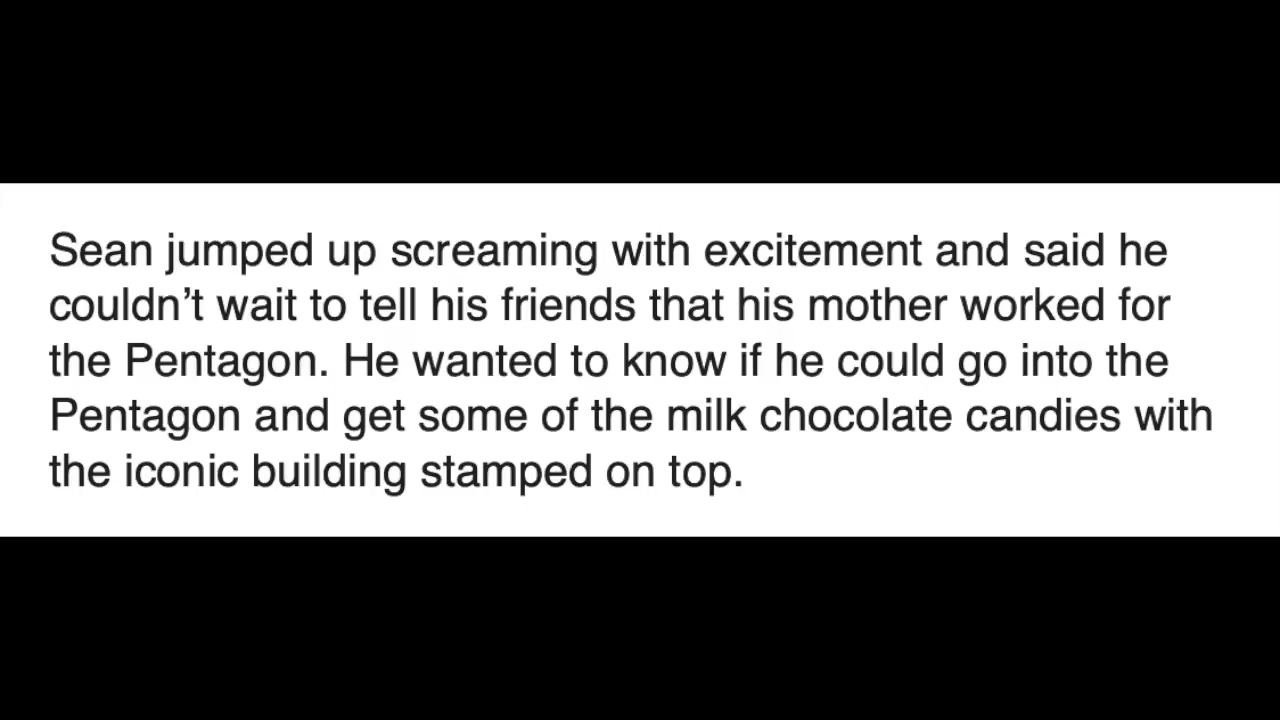 Sean jumped up screaming with excitement and said he
couldn’t wait to tell his friends that his mother worked for
the Pentagon. He wanted to know if he could go into the
Pentagon and get some of the milk chocolate candies with
the iconic building stamped on top.